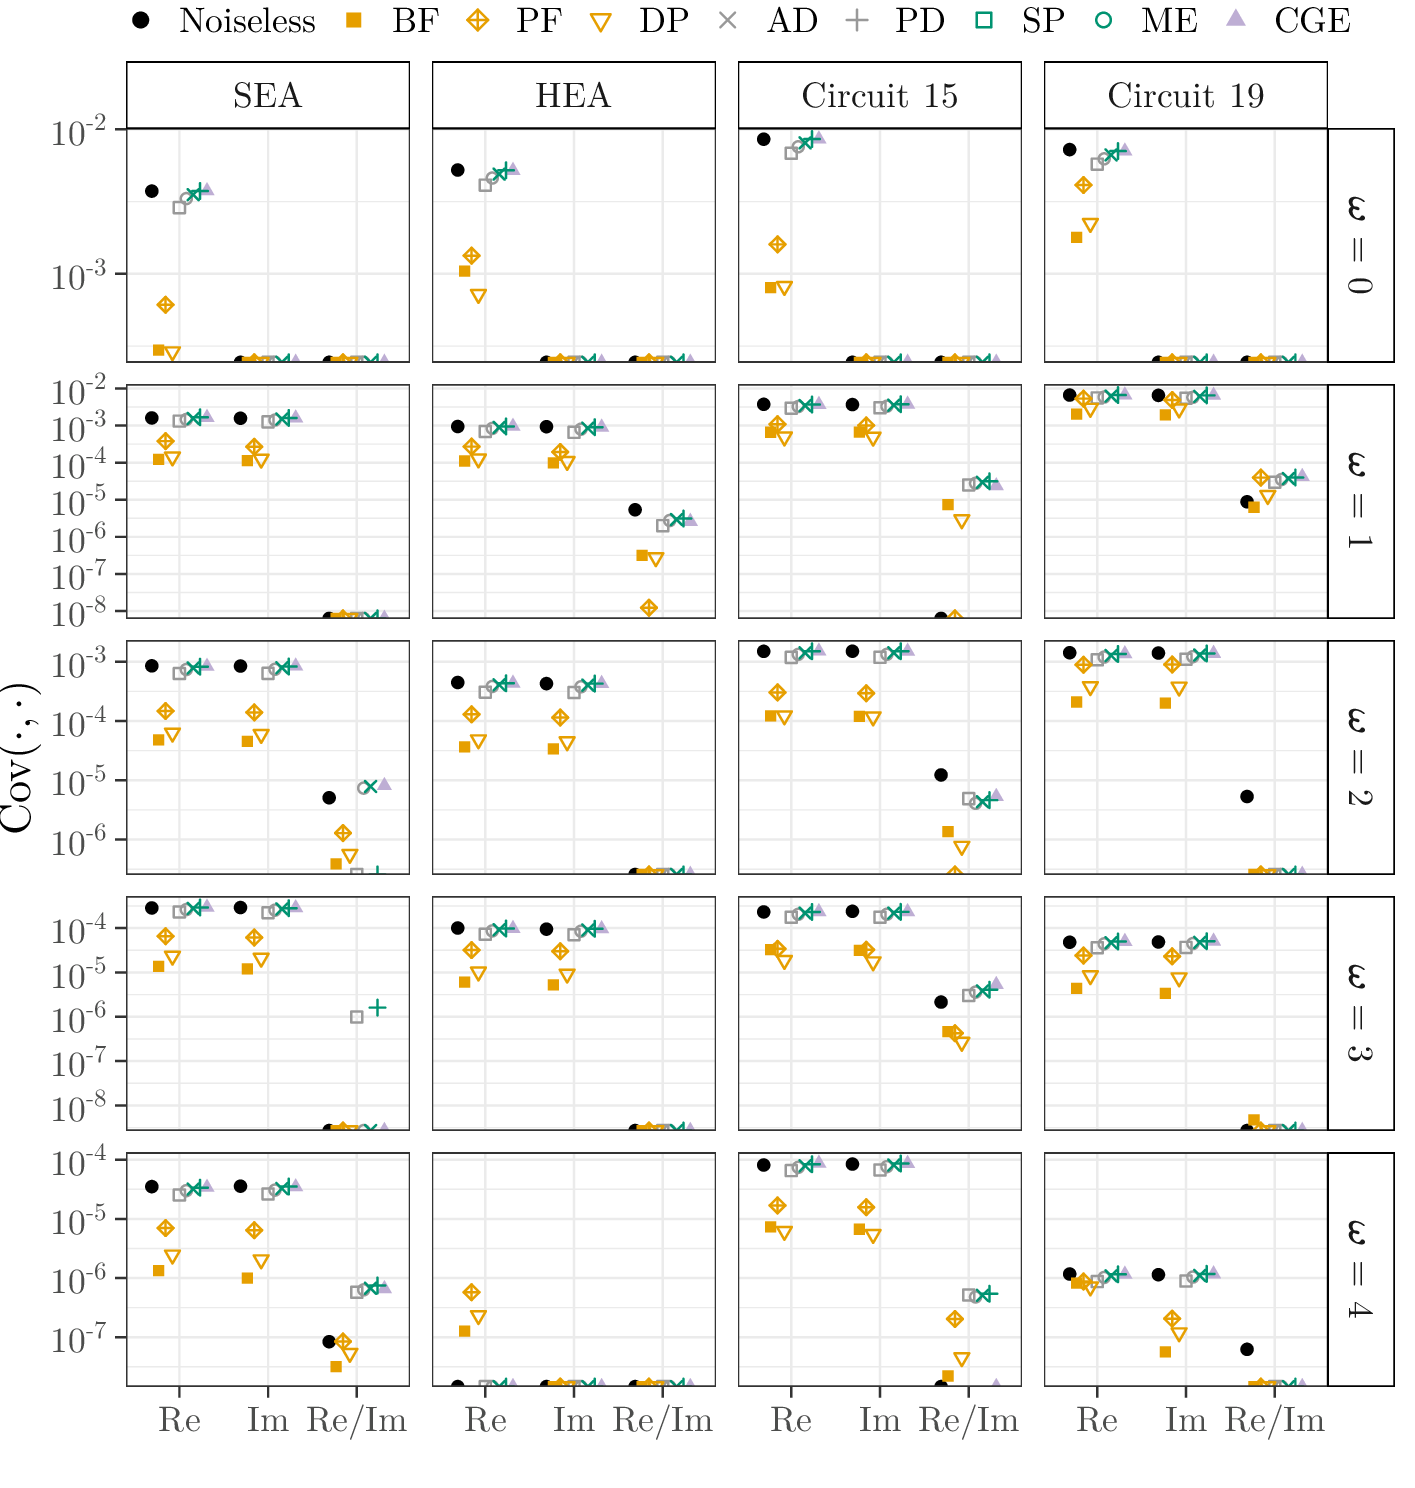 Noiseless BF PF DP AD PD SP ME CGE
SEA HEA Circuit 15 Circuit 19
10-2
10-3
ε = 0
10-2
10-3
10-4
10-5
10-6
10-7
10-8
ε = 1
10-3
10-4
10-5
10-6
ε = 2
Cov(·, ·)
10-4
10-5
10-6
10-7
10-8
ε = 3
10-4
10-5
10-6
10-7
ε = 4
Re Im Re/Im Re Im Re/Im Re Im Re/Im Re Im Re/Im